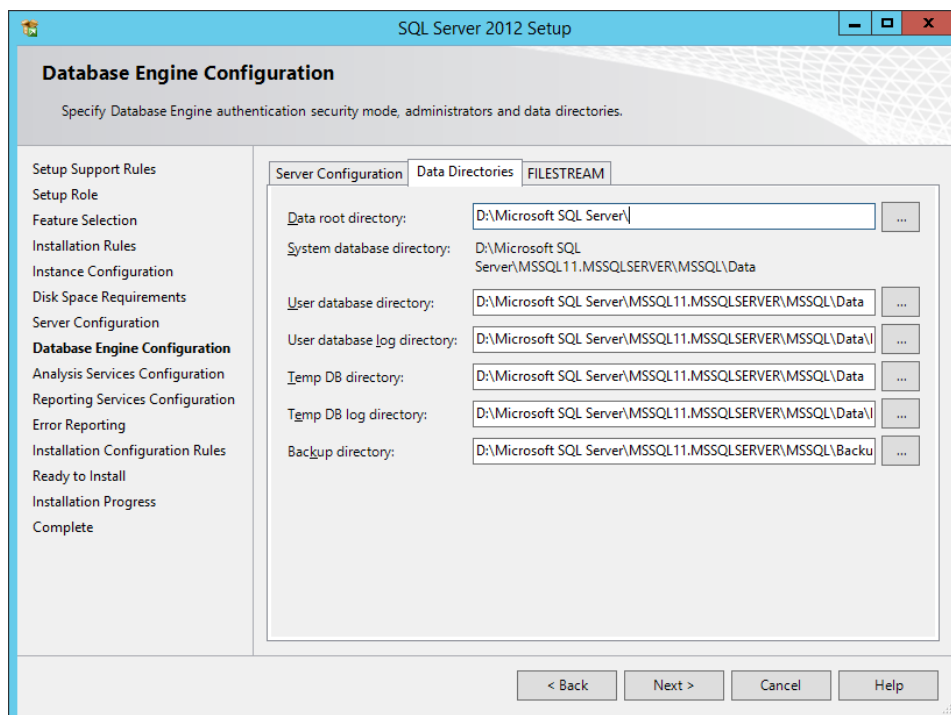 SQL Server 2012 Setup
Database Engine Configuration
Specify Database Engine authentication security mode, administrators and data directories.
Setup Support Rules
Setup Role
Feature Selection
Installation Rules
Instance Configuration
Disk Space Requirements
Server Configuration
Database Engine Configuration
Analysis Services Configuration
Reporting Services Configuration
Error Reporting
Installation Configuration Rules
Ready to Install
Installation Progress
Complete
Server Configuration Data Directories FILESTREAM
Data root directory: D:\Microsoft SQL Server\ ...
System database directory: D:\Microsoft SQL
Server\MSSQL11.MSSQLSERVER\MSSQL\Data
User database directory: D:\Microsoft SQL Server\MSSQL11.MSSQLSERVER\MSSQL\Data ...
User database log directory: D:\Microsoft SQL Server\MSSQL11.MSSQLSERVER\MSSQL\Data\l ...
Temp DB directory: D:\Microsoft SQL Server\MSSQL11.MSSQLSERVER\MSSQL\Data ...
Temp DB log directory: D:\Microsoft SQL Server\MSSQL11.MSSQLSERVER\MSSQL\Data\l ...
Backup directory: D:\Microsoft SQL Server\MSSQL11.MSSQLSERVER\MSSQL\Backu ...
< Back Next > Cancel Help